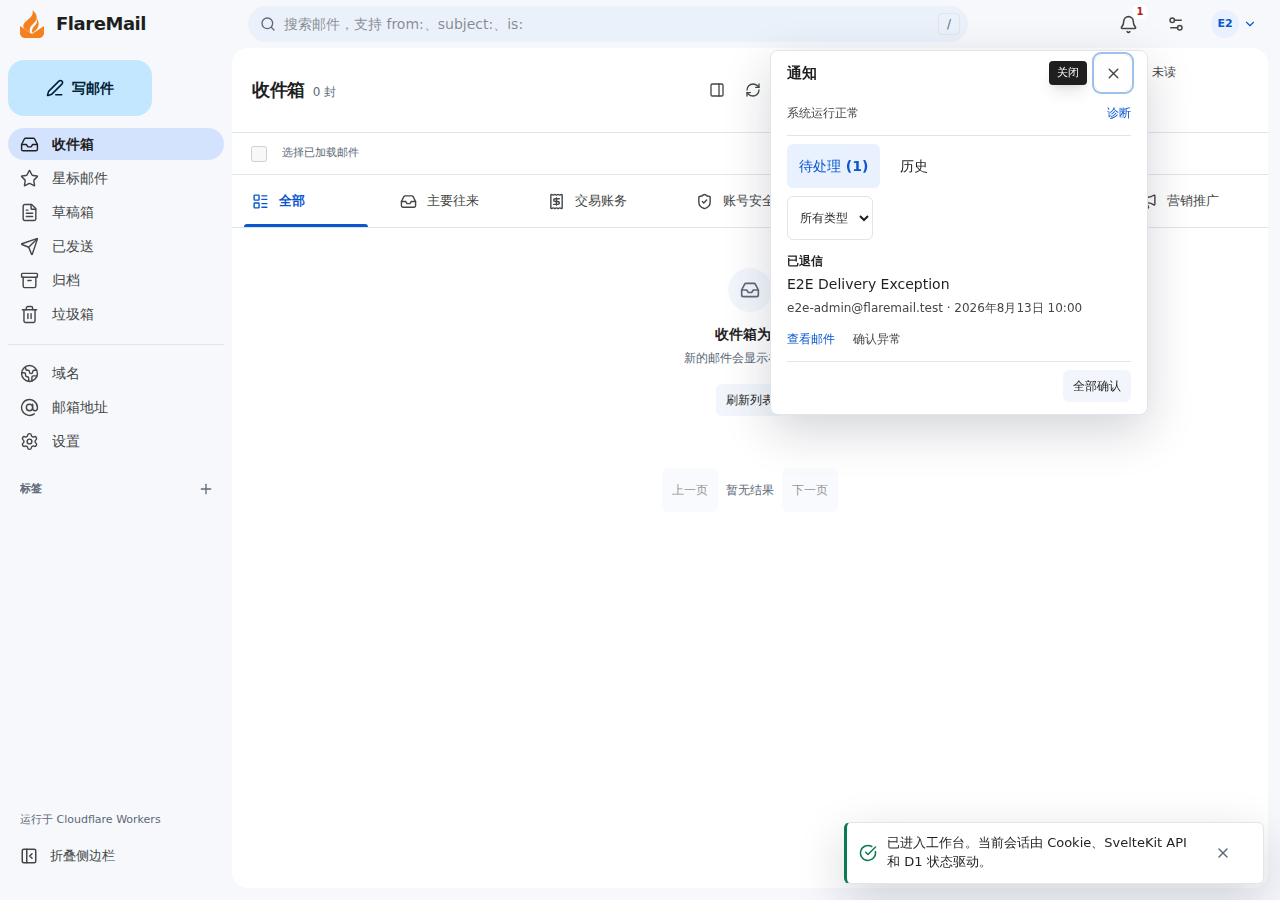 FlareMail
搜索邮件，支持 from:、subject:、is:
/
1
E2
写邮件
收件箱
星标邮件
草稿箱
已发送
归档
垃圾箱
域名
邮箱地址
设置
标签
运行于 Cloudflare Workers
折叠侧边栏
收件箱 0 封
未读
选择已加载邮件
全部
主要往来
交易账务
账号安全
营销推广
收件箱为
新的邮件会显示
刷新列表
上一页
暂无结果
下一页
通知
关闭
系统运行正常
诊断
待处理 (1)
历史
所有类型
已退信
E2E Delivery Exception
e2e-admin@flaremail.test · 2026年8月13日 10:00
查看邮件
确认异常
全部确认
已进入工作台。当前会话由 Cookie、SvelteKit API
和 D1 状态驱动。